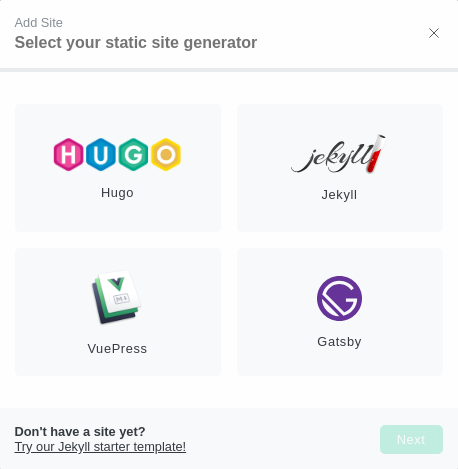 Add Site
Select your static site generator
HUGO
Hugo
jekyll
Jekyll
M↓
VuePress
Gatsby
Don't have a site yet?
Try our Jekyll starter template!
Next